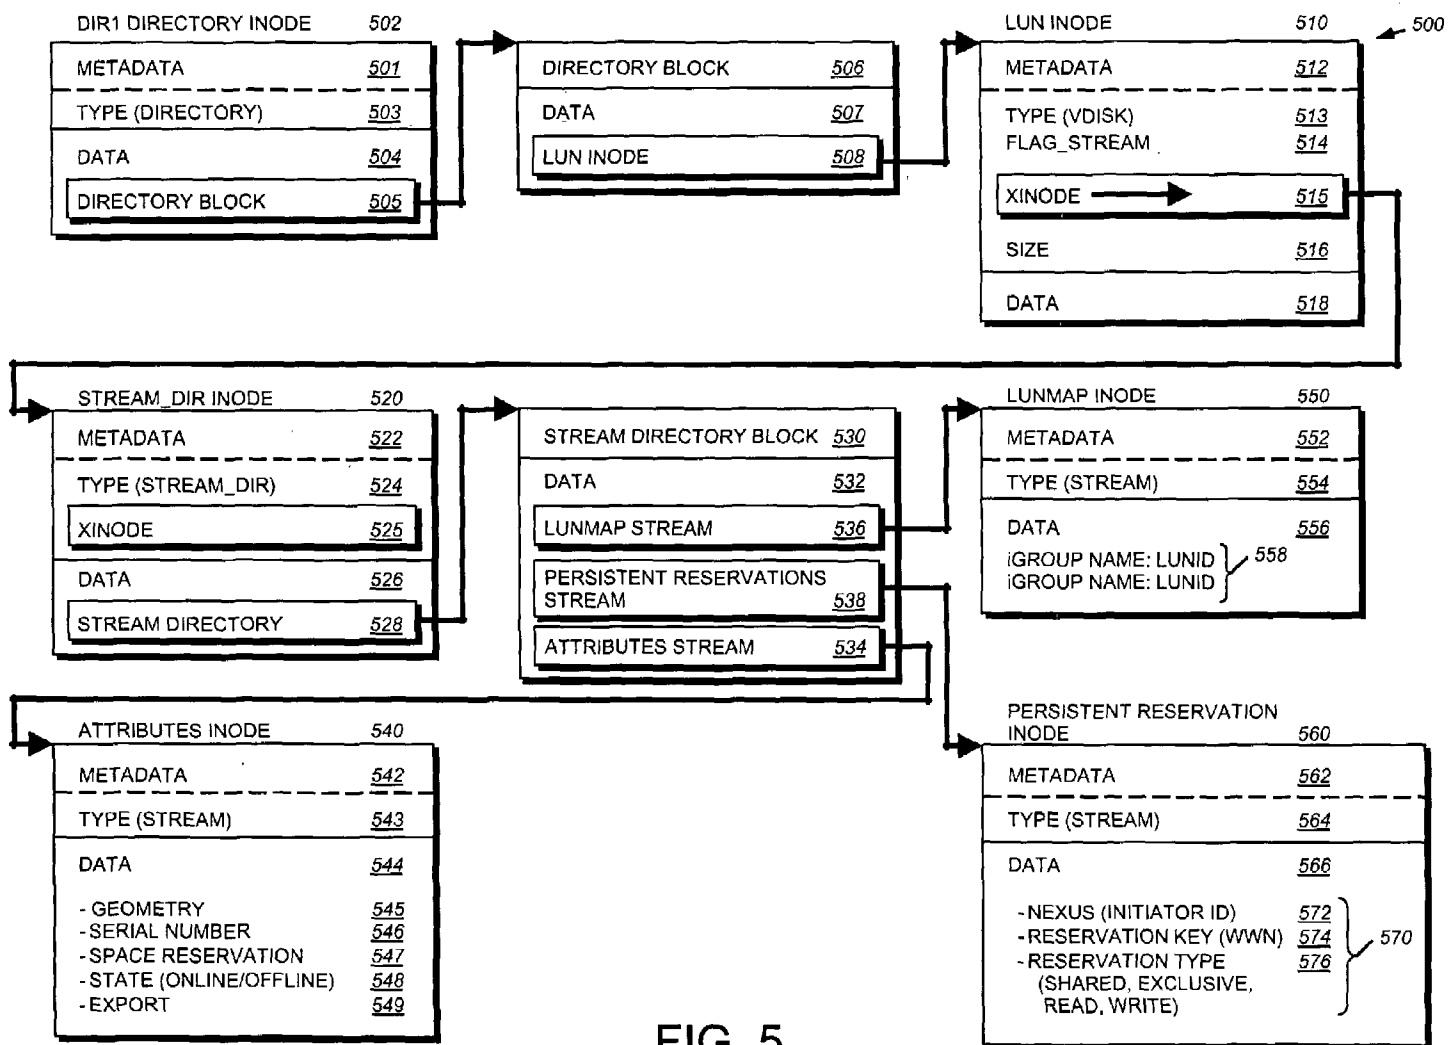 DIR1 DIRECTORY INODE 502
METADATA 501
TYPE (DIRECTORY) 503
DATA 504
DIRECTORY BLOCK 505
DIRECTORY BLOCK 506
DATA 507
LUN INODE 508
LUN INODE 510
500
METADATA 512
TYPE (VDISK) 513
FLAG_STREAM 514
XINODE 515
SIZE 516
DATA 518
STREAM_DIR INODE 520
METADATA 522
TYPE (STREAM_DIR) 524
XINODE 525
DATA 526
STREAM DIRECTORY 528
STREAM DIRECTORY BLOCK 530
DATA 532
LUNMAP STREAM 536
PERSISTENT RESERVATIONS
STREAM 538
ATTRIBUTES STREAM 534
LUNMAP INODE 550
METADATA 552
TYPE (STREAM) 554
DATA 556
iGROUP NAME: LUNID
iGROUP NAME: LUNID
558
ATTRIBUTES INODE 540
METADATA 542
TYPE (STREAM) 543
DATA 544
- GEOMETRY 545
- SERIAL NUMBER 546
- SPACE RESERVATION 547
- STATE (ONLINE/OFFLINE) 548
- EXPORT 549
PERSISTENT RESERVATION
INODE 560
METADATA 562
TYPE (STREAM) 564
DATA 566
- NEXUS (INITIATOR ID) 572
- RESERVATION KEY (WWN) 574
- RESERVATION TYPE 576
(SHARED, EXCLUSIVE,
READ, WRITE)
570
FIG. 5